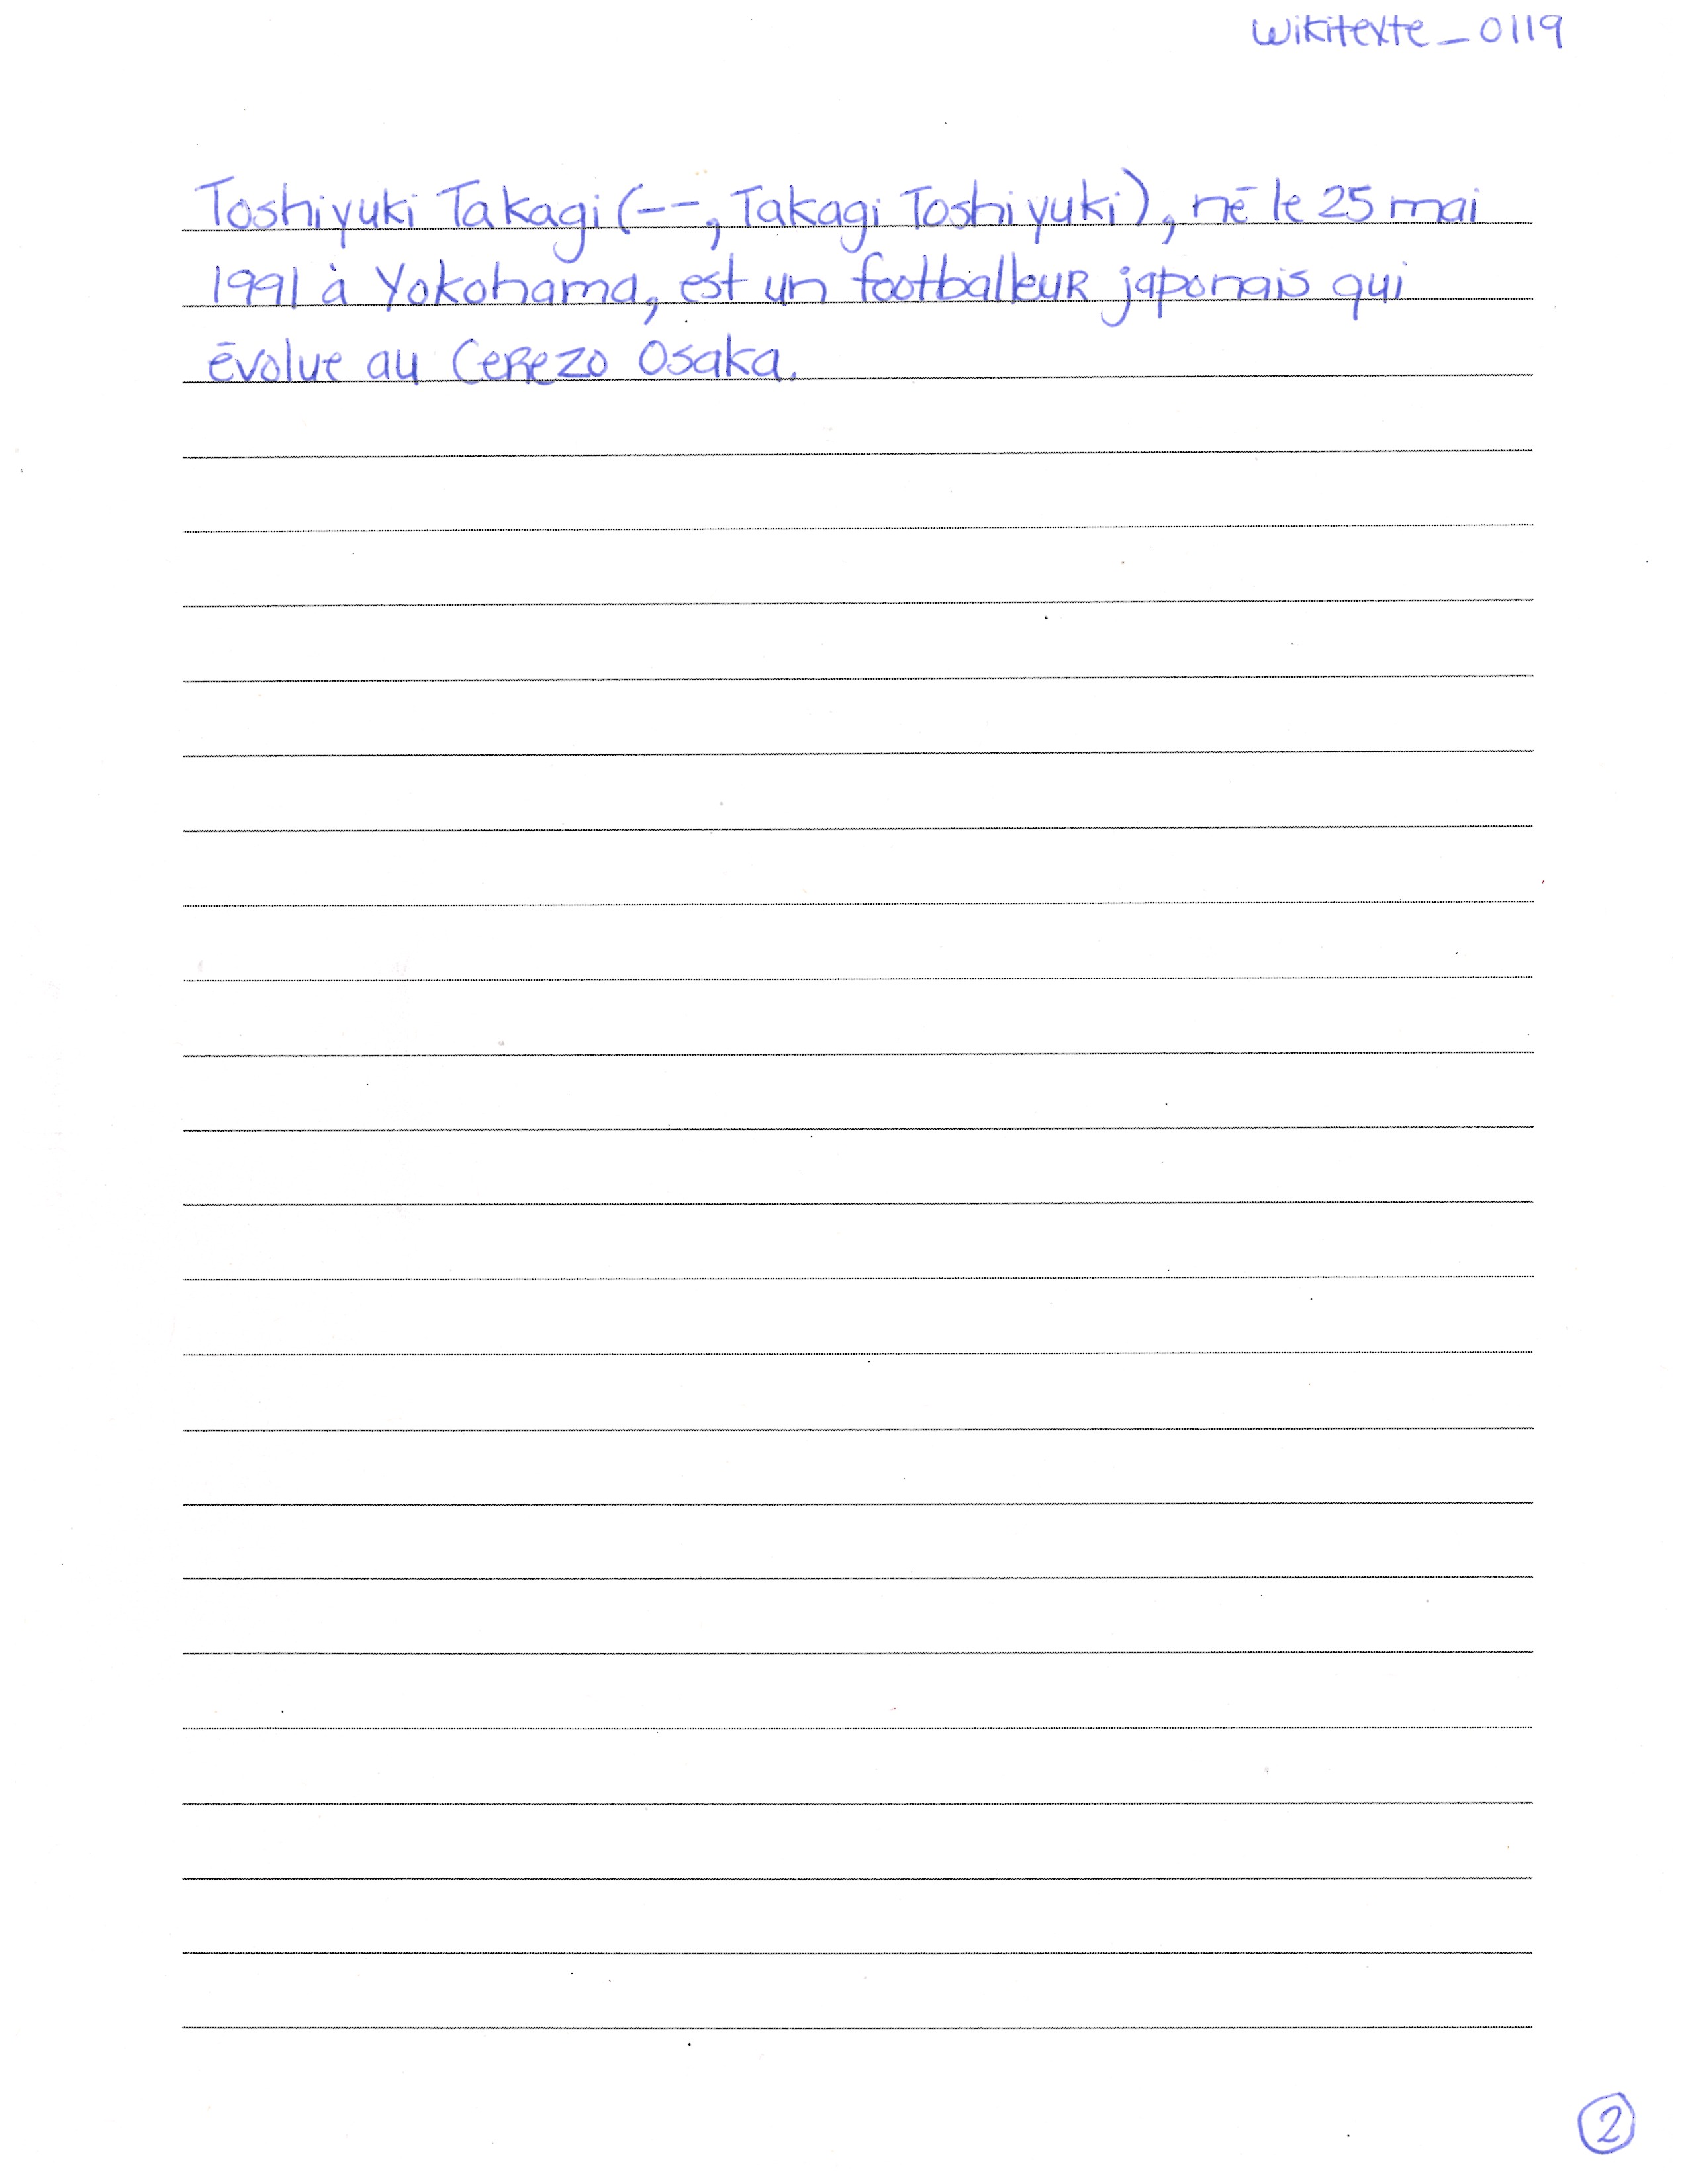 Wikitexte_0119
Toshiyuki Takagi (--, Takagi Toshiyuki), né le 25 mai
1991 à Yokohama, est un footballeur japonais qui
évolue au Cerezo Osaka.
2